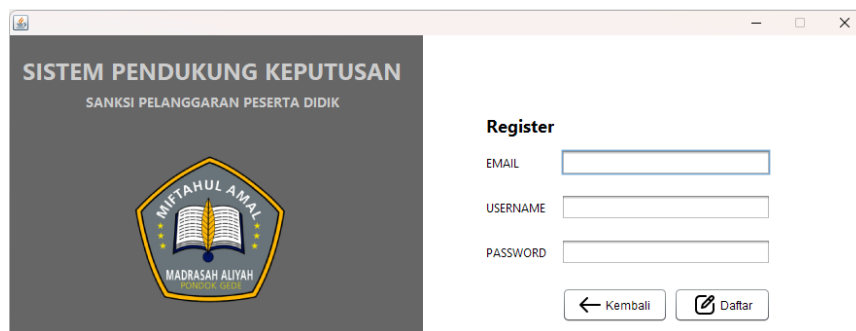 SISTEM PENDUKUNG KEPUTUSAN
SANKSI PELANGGARAN PESERTA DIDIK
MIFTAHUL AMAL
MADRASAH ALIYAH
PONDOK GEDE
Register
EMAIL
USERNAME
PASSWORD
Kembali
Daftar